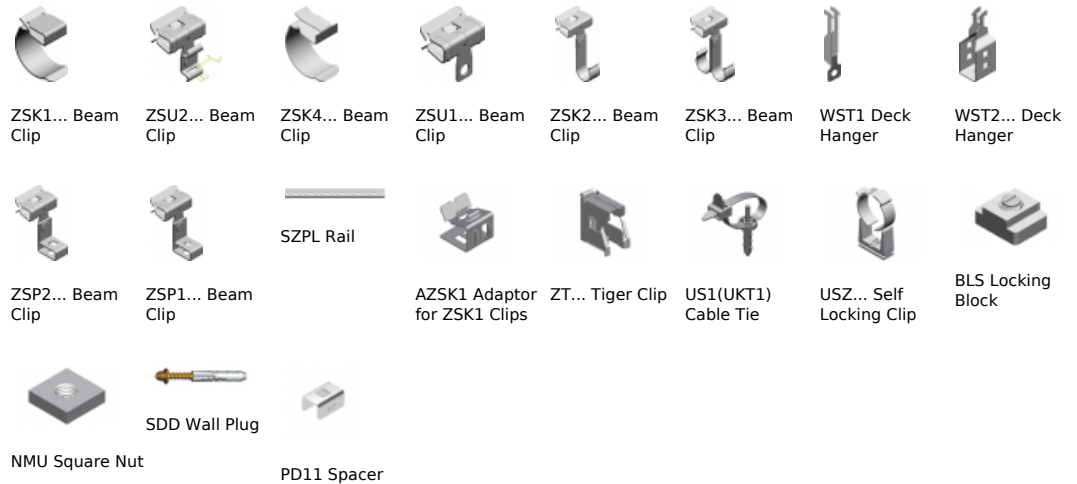 ZSK1... Beam
Clip
ZSU2... Beam
Clip
ZSK4... Beam
Clip
ZSU1... Beam
Clip
ZSK2... Beam
Clip
ZSK3... Beam
Clip
WST1 Deck
Hanger
WST2... Deck
Hanger
ZSP2... Beam
Clip
ZSP1... Beam
Clip
SZPL Rail
AZSK1 Adaptor
for ZSK1 Clips
ZT... Tiger Clip
US1(UKT1)
Cable Tie
USZ... Self
Locking Clip
BLS Locking
Block
NMU Square Nut
SDD Wall Plug
PD11 Spacer